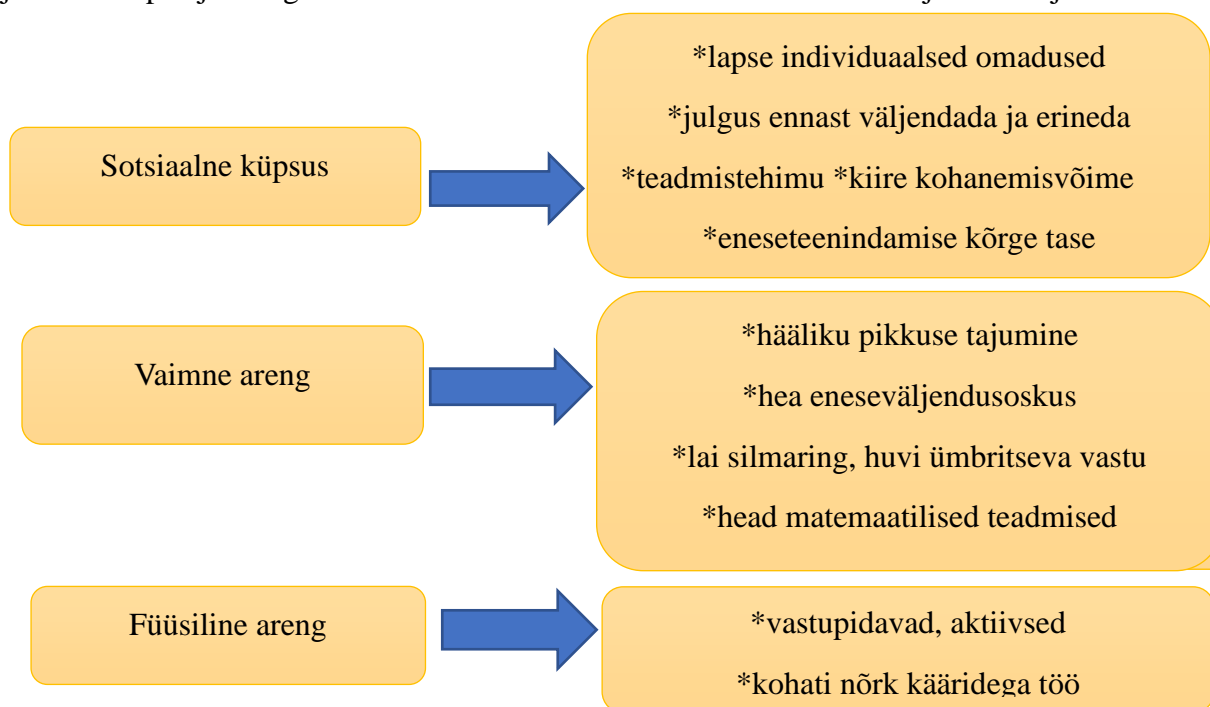 Sotsiaalne küpsus
*lapse individuaalsed omadused
*julgus ennast väljendada ja erineda
*teadmistehimu *kiire kohanemisvõime
*eneseteenindamise kõrge tase
Vaimne areng
*hääliku pikkuse tajumine
*hea eneseväljendusoskus
*lai silmaring, huvi ümbritseva vastu
*head matemaatilised teadmised
Füüsiline areng
*vastupidavad, aktiivsed
*kohati nõrk kääridega töö